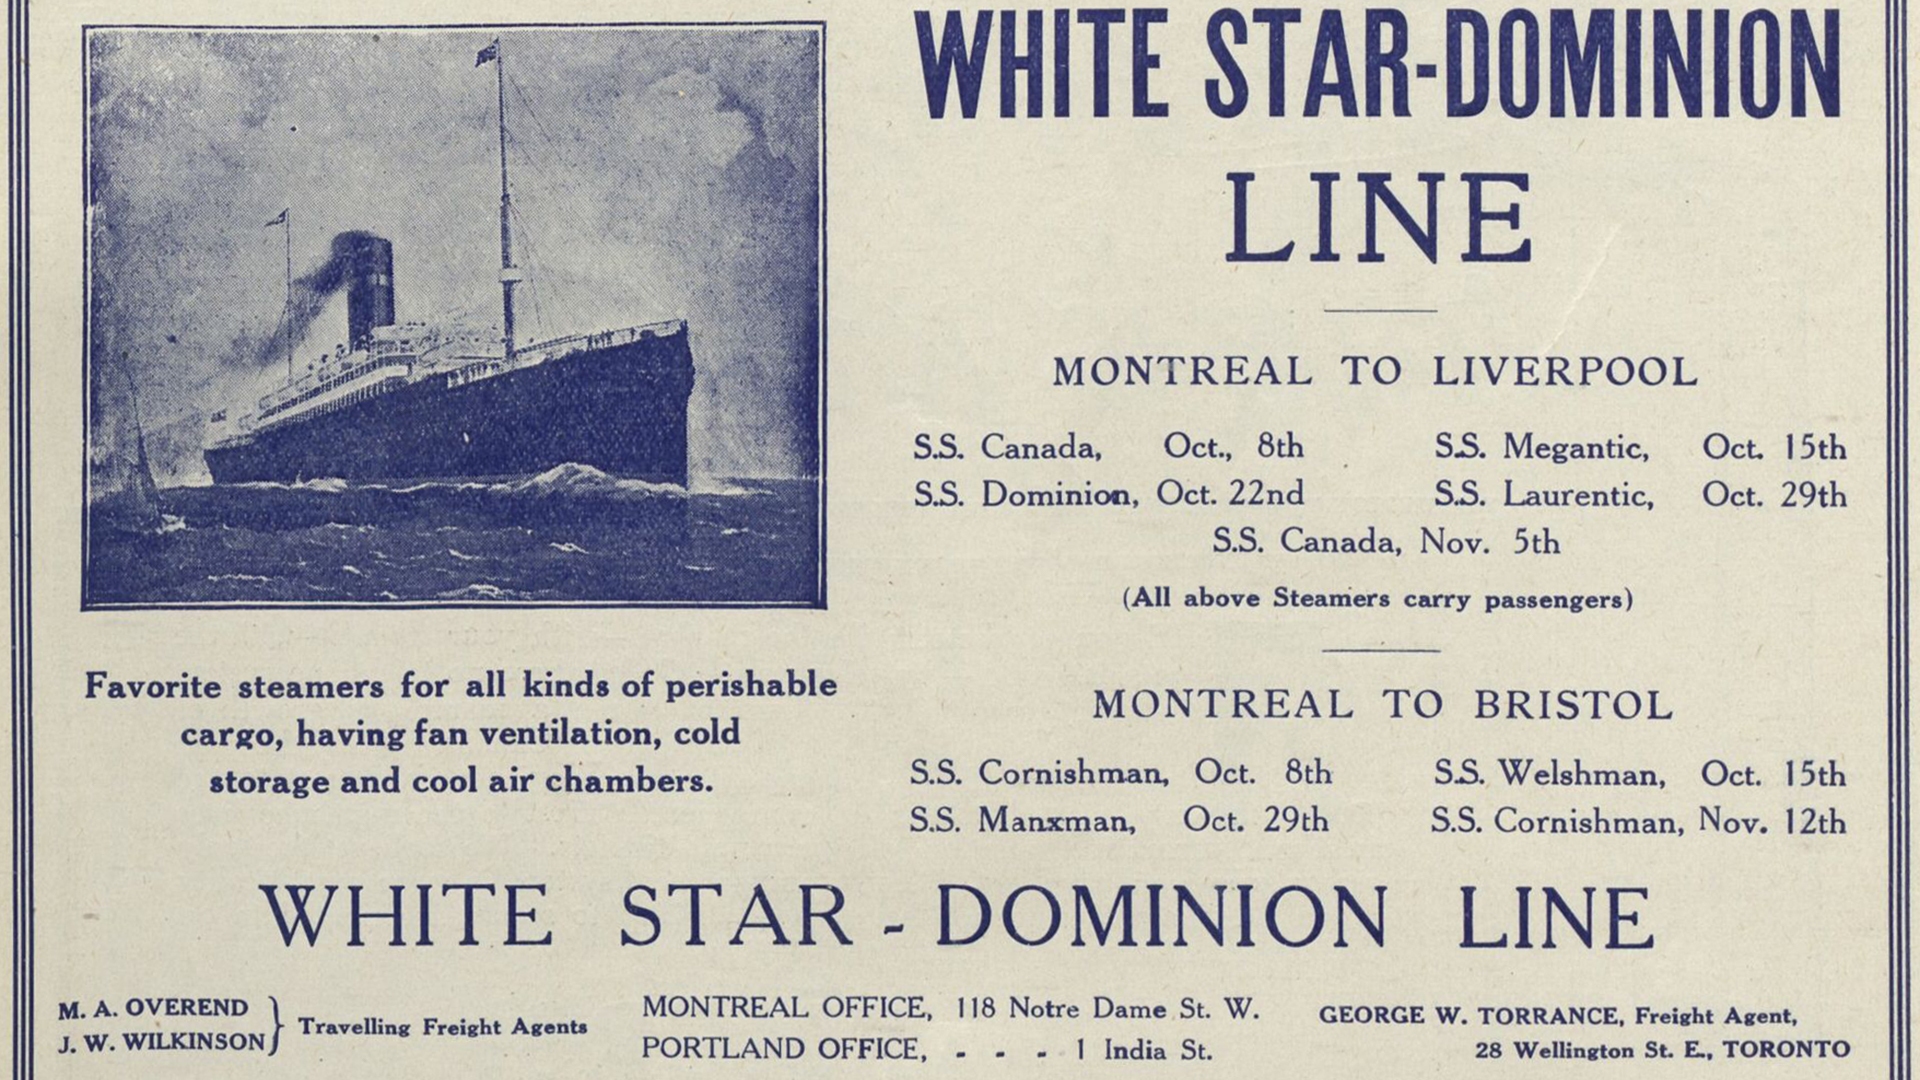 WHITE STAR-DOMINION
LINE
MONTREAL TO LIVERPOOL
S.S. Canada, Oct., 8th S.S. Megantic, Oct. 15th
S.S. Dominion, Oct. 22nd S.S. Laurentic, Oct. 29th
S.S. Canada, Nov. 5th
(All above Steamers carry passengers)
Favorite steamers for all kinds of perishable
cargo, having fan ventilation, cold
storage and cool air chambers.
MONTREAL TO BRISTOL
S.S. Cornishman, Oct. 8th S.S. Welshman, Oct. 15th
S.S. Manxman, Oct. 29th S.S. Cornishman, Nov. 12th
WHITE STAR - DOMINION LINE
M. A. OVEREND
J. W. WILKINSON
} Travelling Freight Agents
MONTREAL OFFICE, 118 Notre Dame St. W.
PORTLAND OFFICE, - - - 1 India St.
GEORGE W. TORRANCE, Freight Agent,
28 Wellington St. E., TORONTO